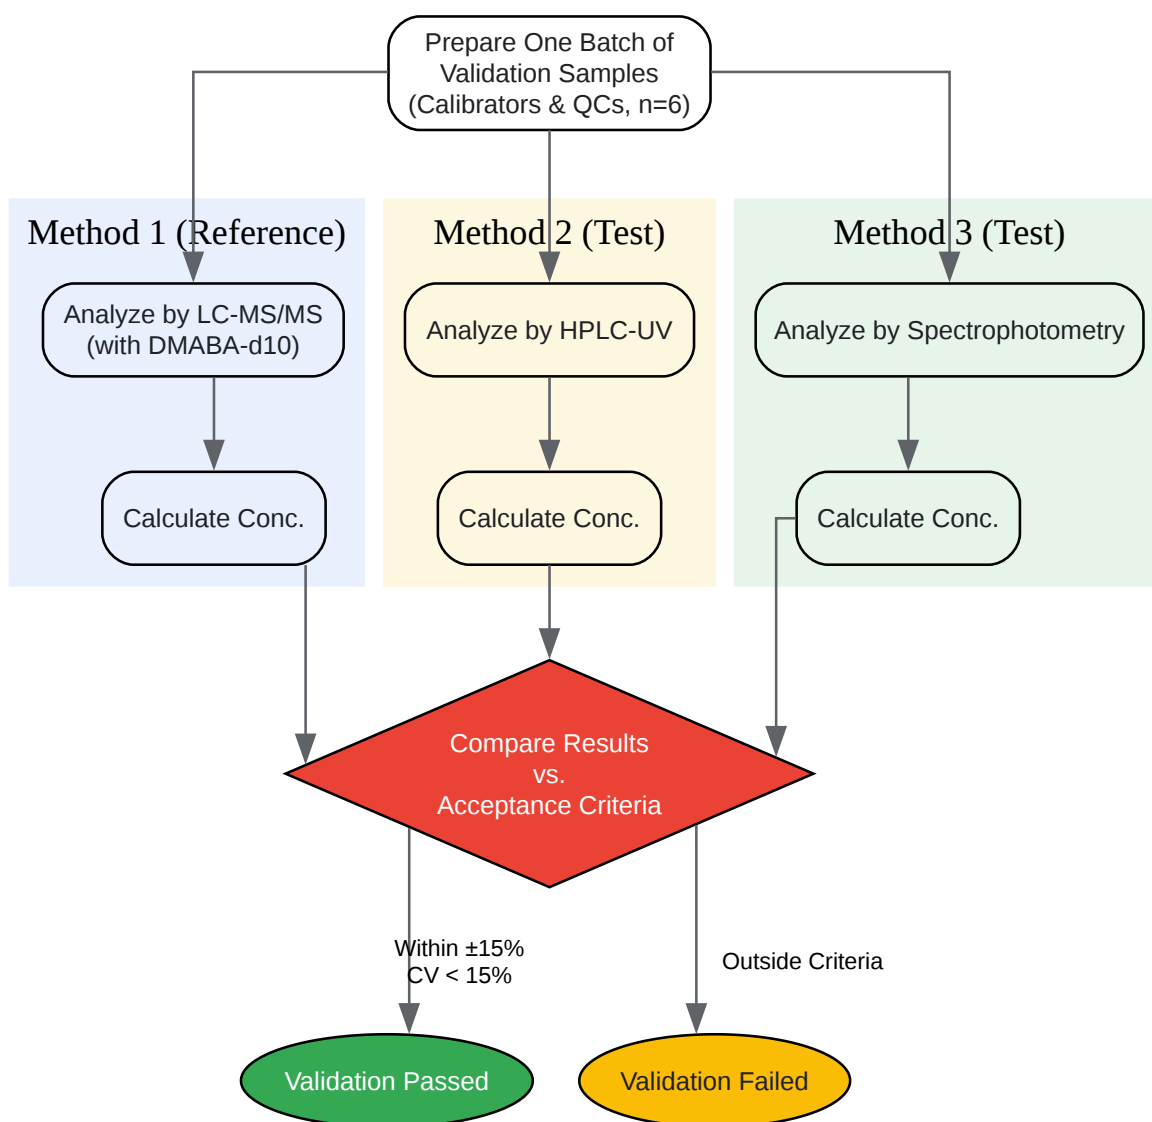 Prepare One Batch of
Validation Samples
(Calibrators & QCs, n=6)
Method 1 (Reference)
Method 2 (Test)
Method 3 (Test)
Analyze by LC-MS/MS
(with DMABA-d10)
Analyze by HPLC-UV
Analyze by Spectrophotometry
Calculate Conc.
Calculate Conc.
Calculate Conc.
Compare Results
vs.
Acceptance Criteria
Within ±15%
CV < 15%
Outside Criteria
Validation Passed
Validation Failed